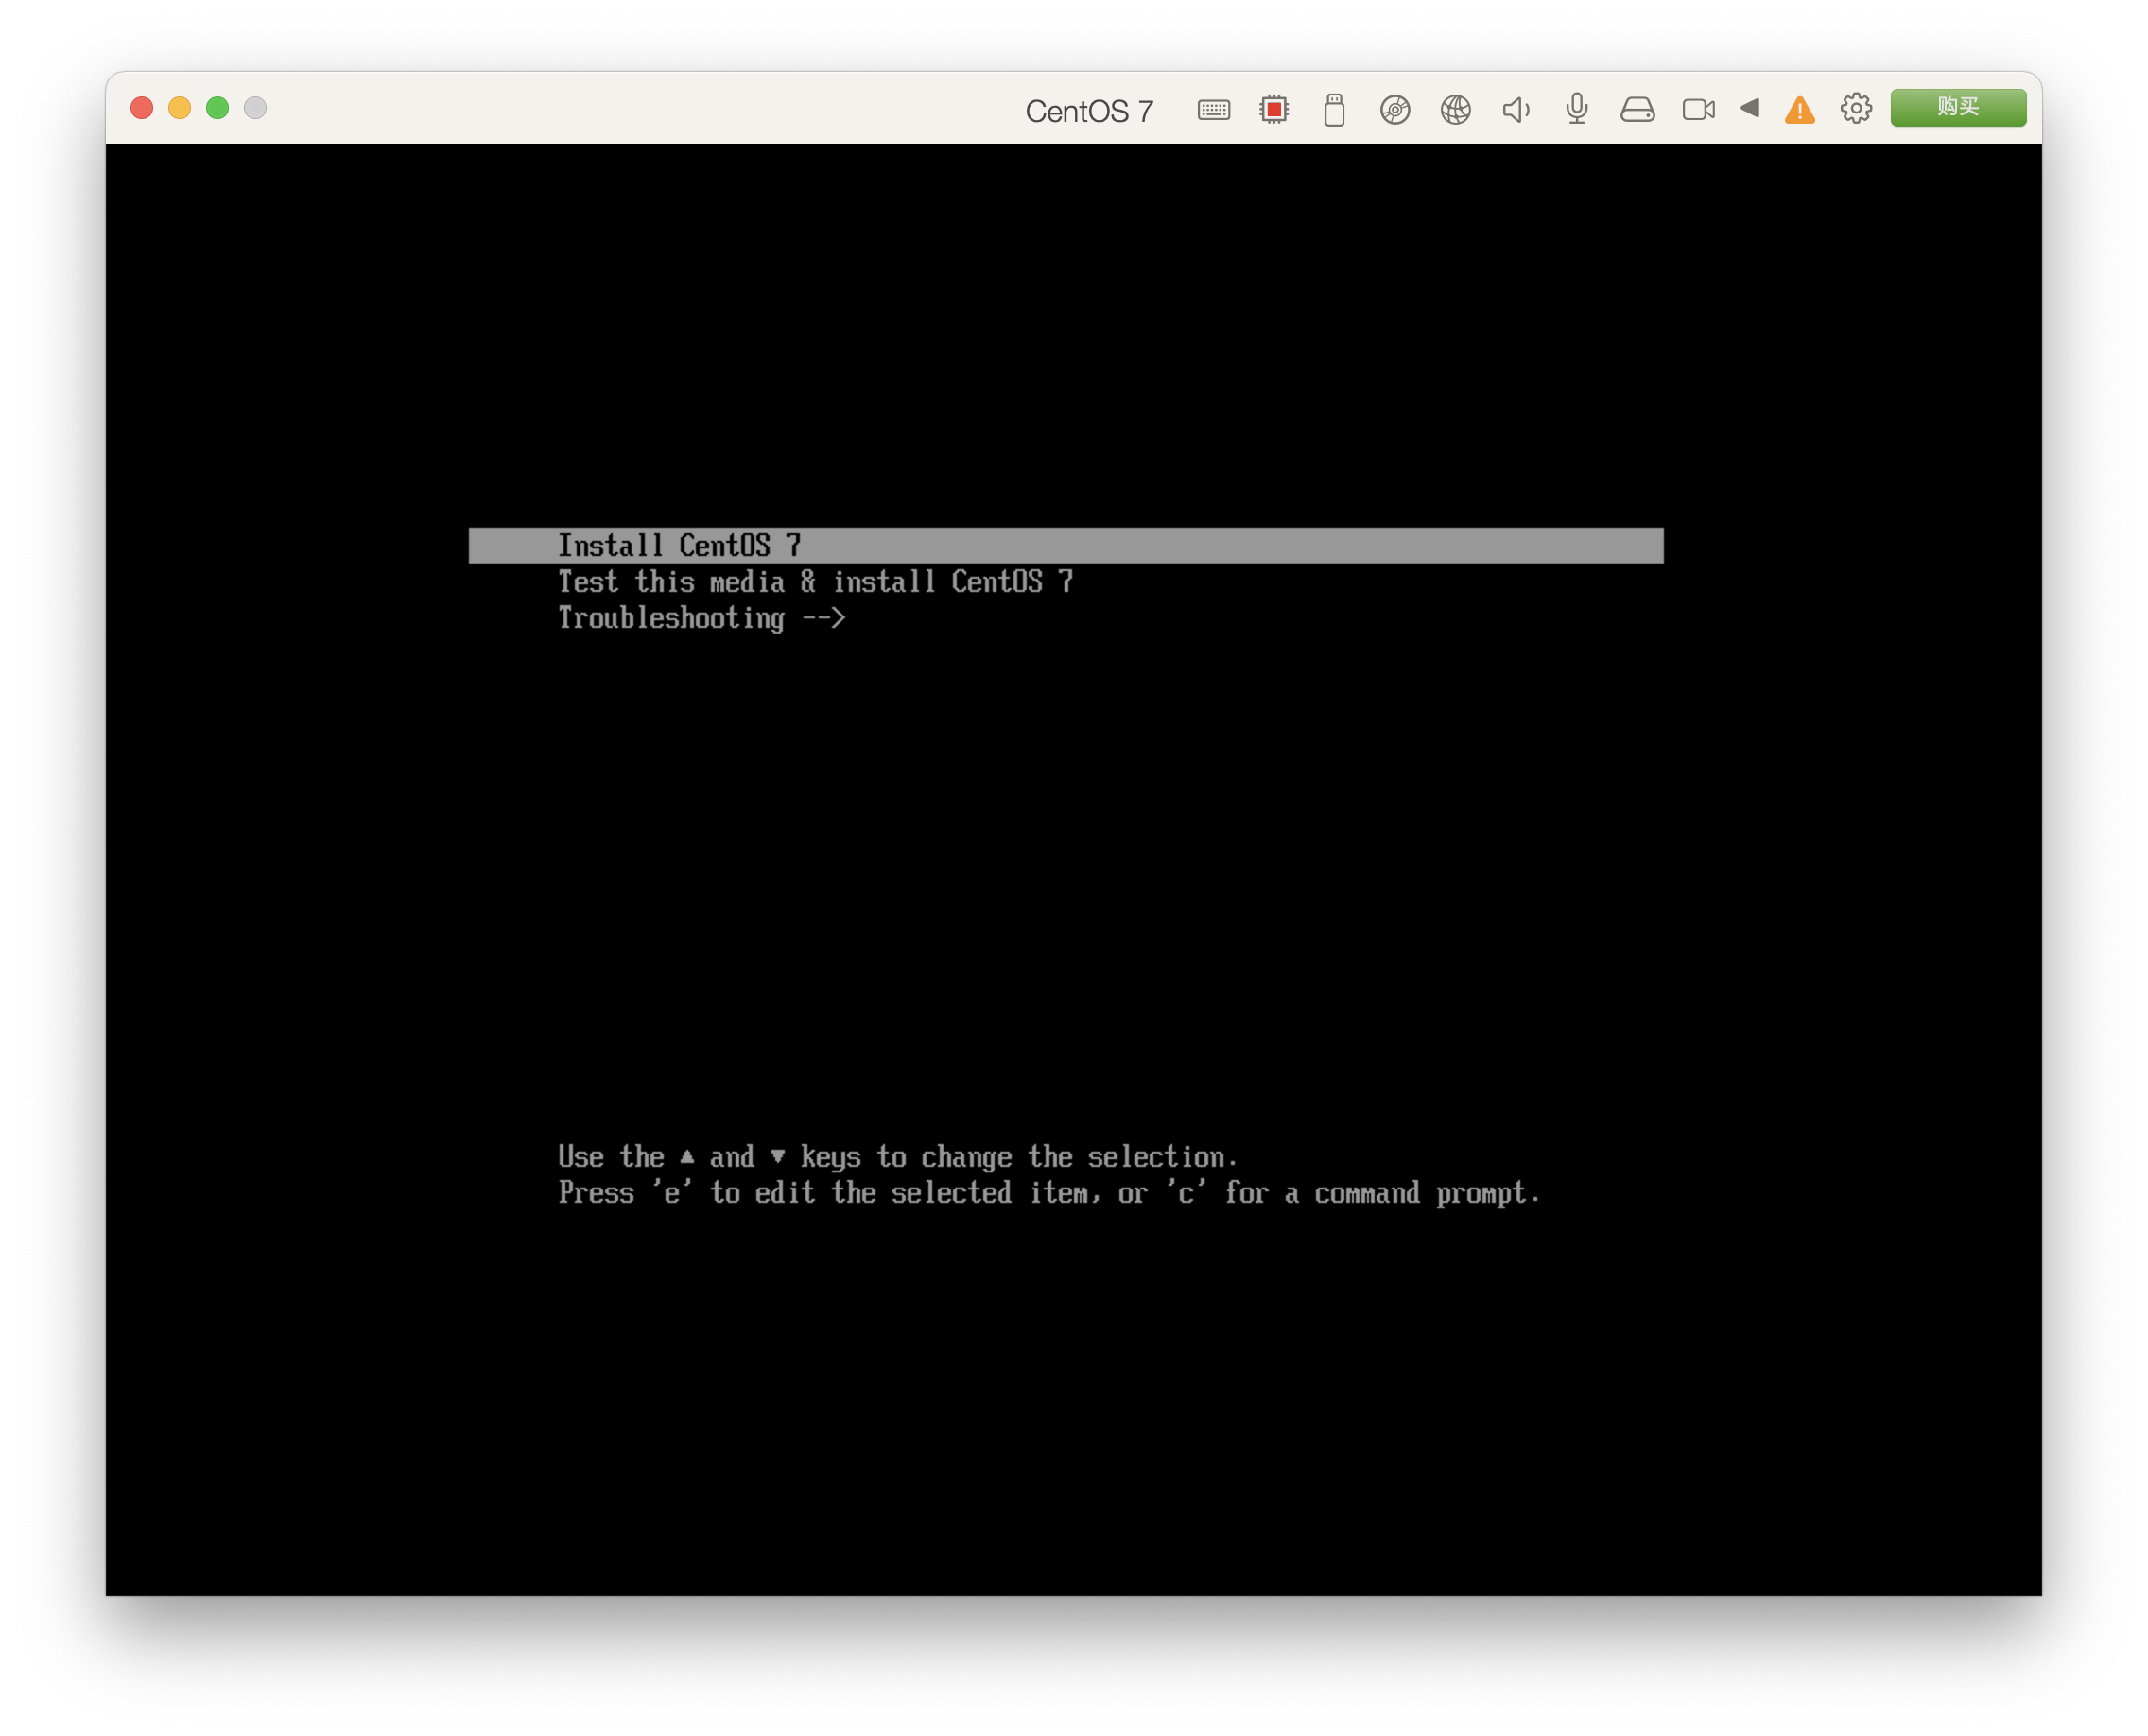 CentOS 7
购买
Install CentOS 7
Test this media & install CentOS 7
Troubleshooting -->
Use the ▲ and ▼ keys to change the selection.
Press 'e' to edit the selected item, or 'c' for a command prompt.